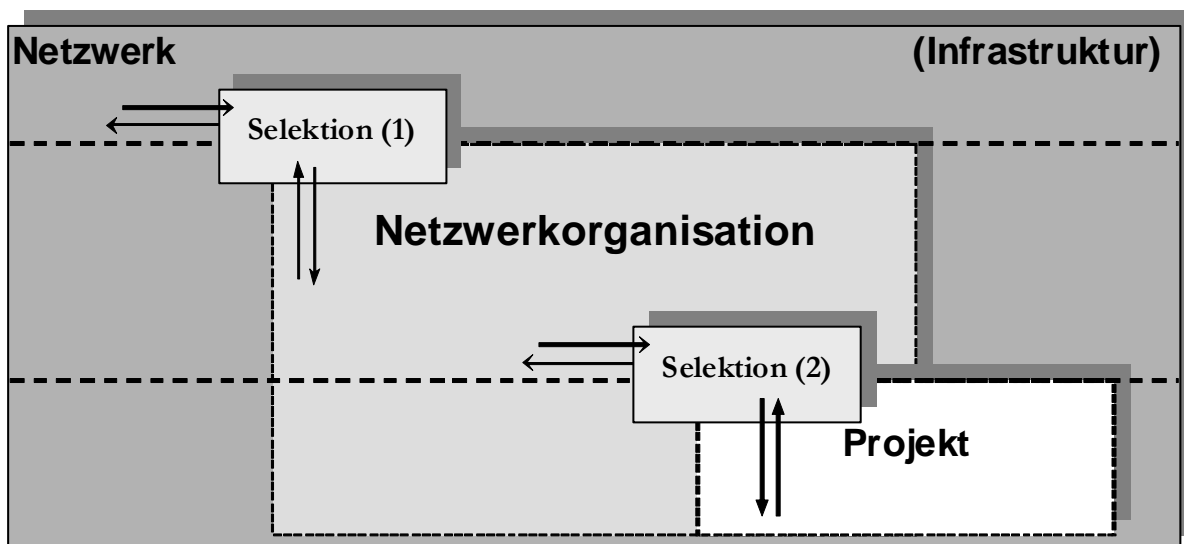 Netzwerk (Infrastruktur)
Selektion (1)
Netzwerkorganisation
Selektion (2)
Projekt